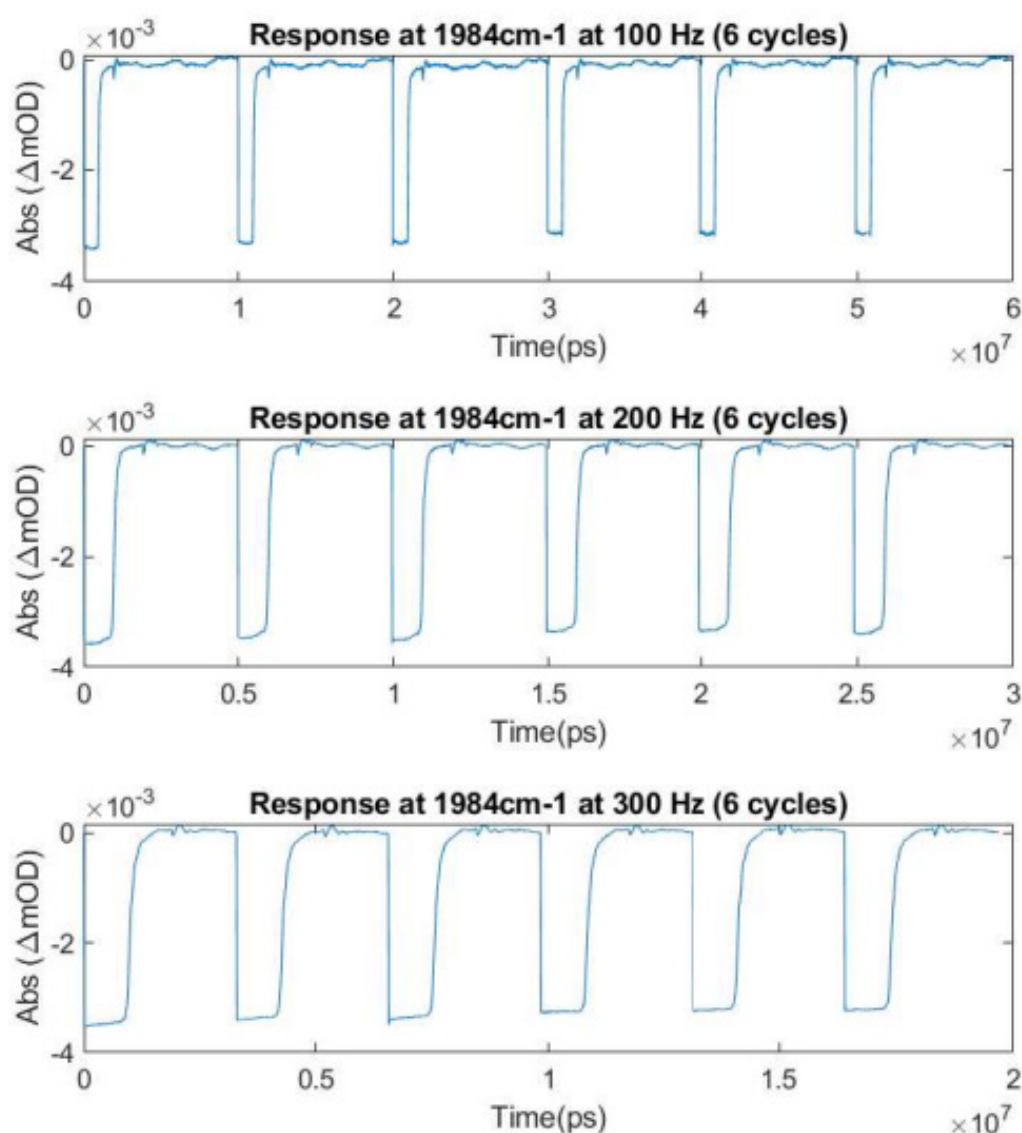 ×10-3
Response at 1984cm-1 at 100 Hz (6 cycles)
0
-2
-4
Abs (ΔmOD)
0 1 2 3 4 5 6
Time(ps)
×107
×10-3
Response at 1984cm-1 at 200 Hz (6 cycles)
0
-2
-4
Abs (ΔmOD)
0 0.5 1 1.5 2 2.5 3
Time(ps)
×107
×10-3
Response at 1984cm-1 at 300 Hz (6 cycles)
0
-2
-4
Abs (ΔmOD)
0 0.5 1 1.5 2
Time(ps)
×107